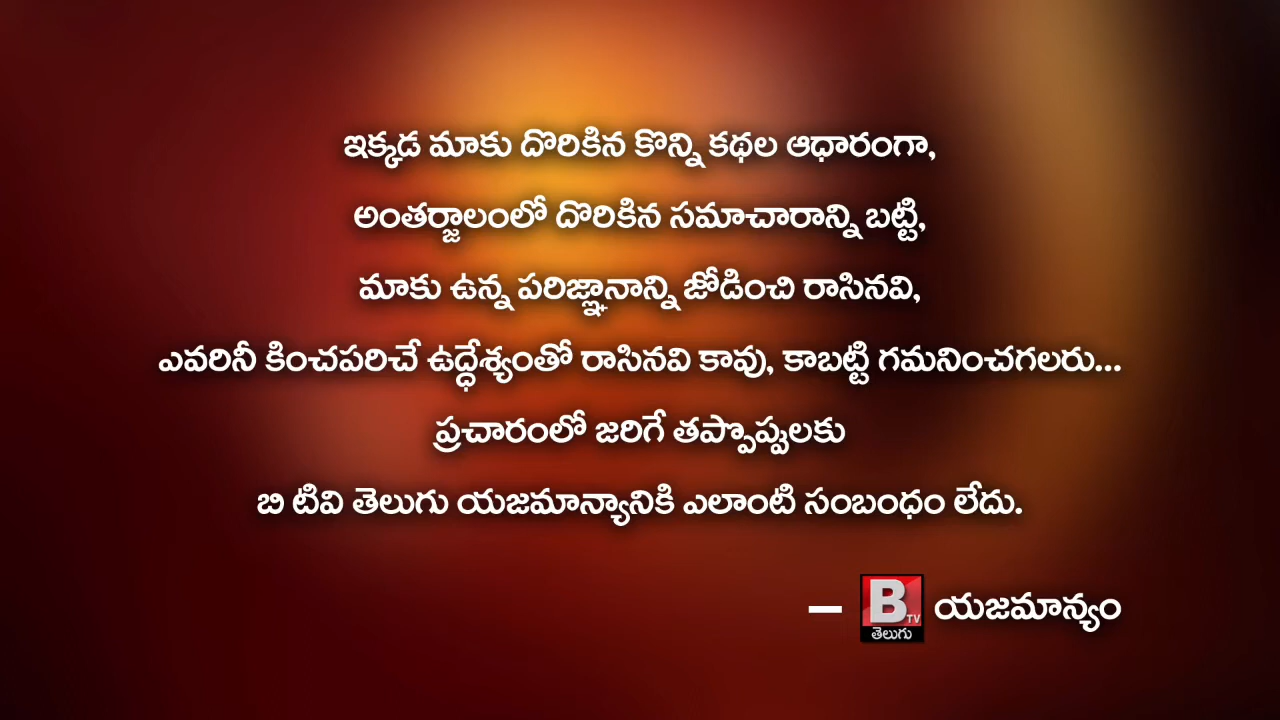 ఇక్కడ మాకు దొరికిన కొన్ని కథల ఆధారంగా,
అంతర్జాలంలో దొరికిన సమాచారాన్ని బట్టి,
మాకు ఉన్న పరిజ్ఞానాన్ని జోడించి రాసినవి,
ఎవరినీ కించపరిచే ఉద్ధేశ్యంతో రాసినవి కావు, కాబట్టి గమనించగలరు...
ప్రచారంలో జరిగే తప్పొప్పులకు
బి టివి తెలుగు యజమాన్యానికి ఎలాంటి సంబంధం లేదు.
– B TV తెలుగు యజమాన్యం